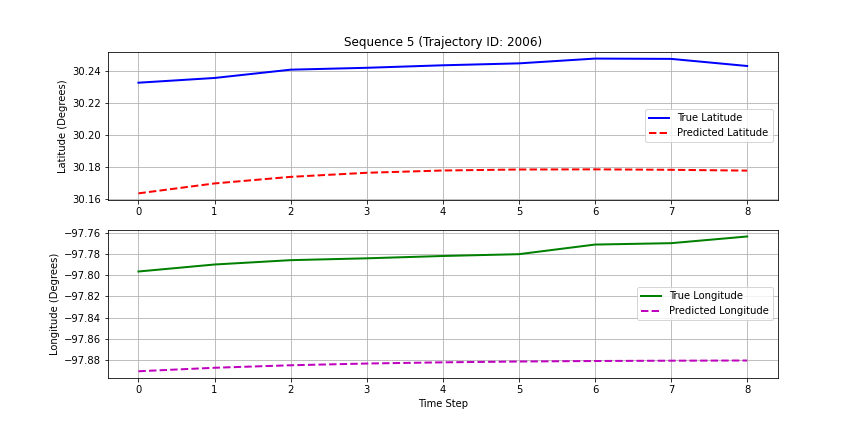 Sequence 5 (Trajectory ID: 2006)
Latitude (Degrees)
30.24
30.22
30.20
30.18
30.16
True Latitude
Predicted Latitude
0 1 2 3 4 5 6 7 8
Longitude (Degrees)
−97.76
−97.78
−97.80
−97.82
−97.84
−97.86
−97.88
True Longitude
Predicted Longitude
0 1 2 3 4 5 6 7 8
Time Step